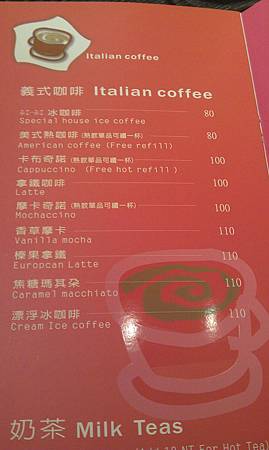 Italian coffee
義式咖啡 Italian coffee
冰咖啡 80
Special house ice coffee
美式熱咖啡 (熱飲單品可續一杯) 80
American coffee (Free refill)
卡布奇諾 (熱飲單品可續一杯) 100
Cappuccino (Free hot refill)
拿鐵咖啡 100
Latte
摩卡奇諾 (熱飲單品可續一杯) 100
Mochaccino
香草摩卡 110
Vanilla mocha
榛果拿鐵 110
Europcan Latte
焦糖瑪其朵 110
Caramel macchiato
漂浮冰咖啡 110
Cream Ice coffee
奶茶 Milk Teas
NT For Hot Tea